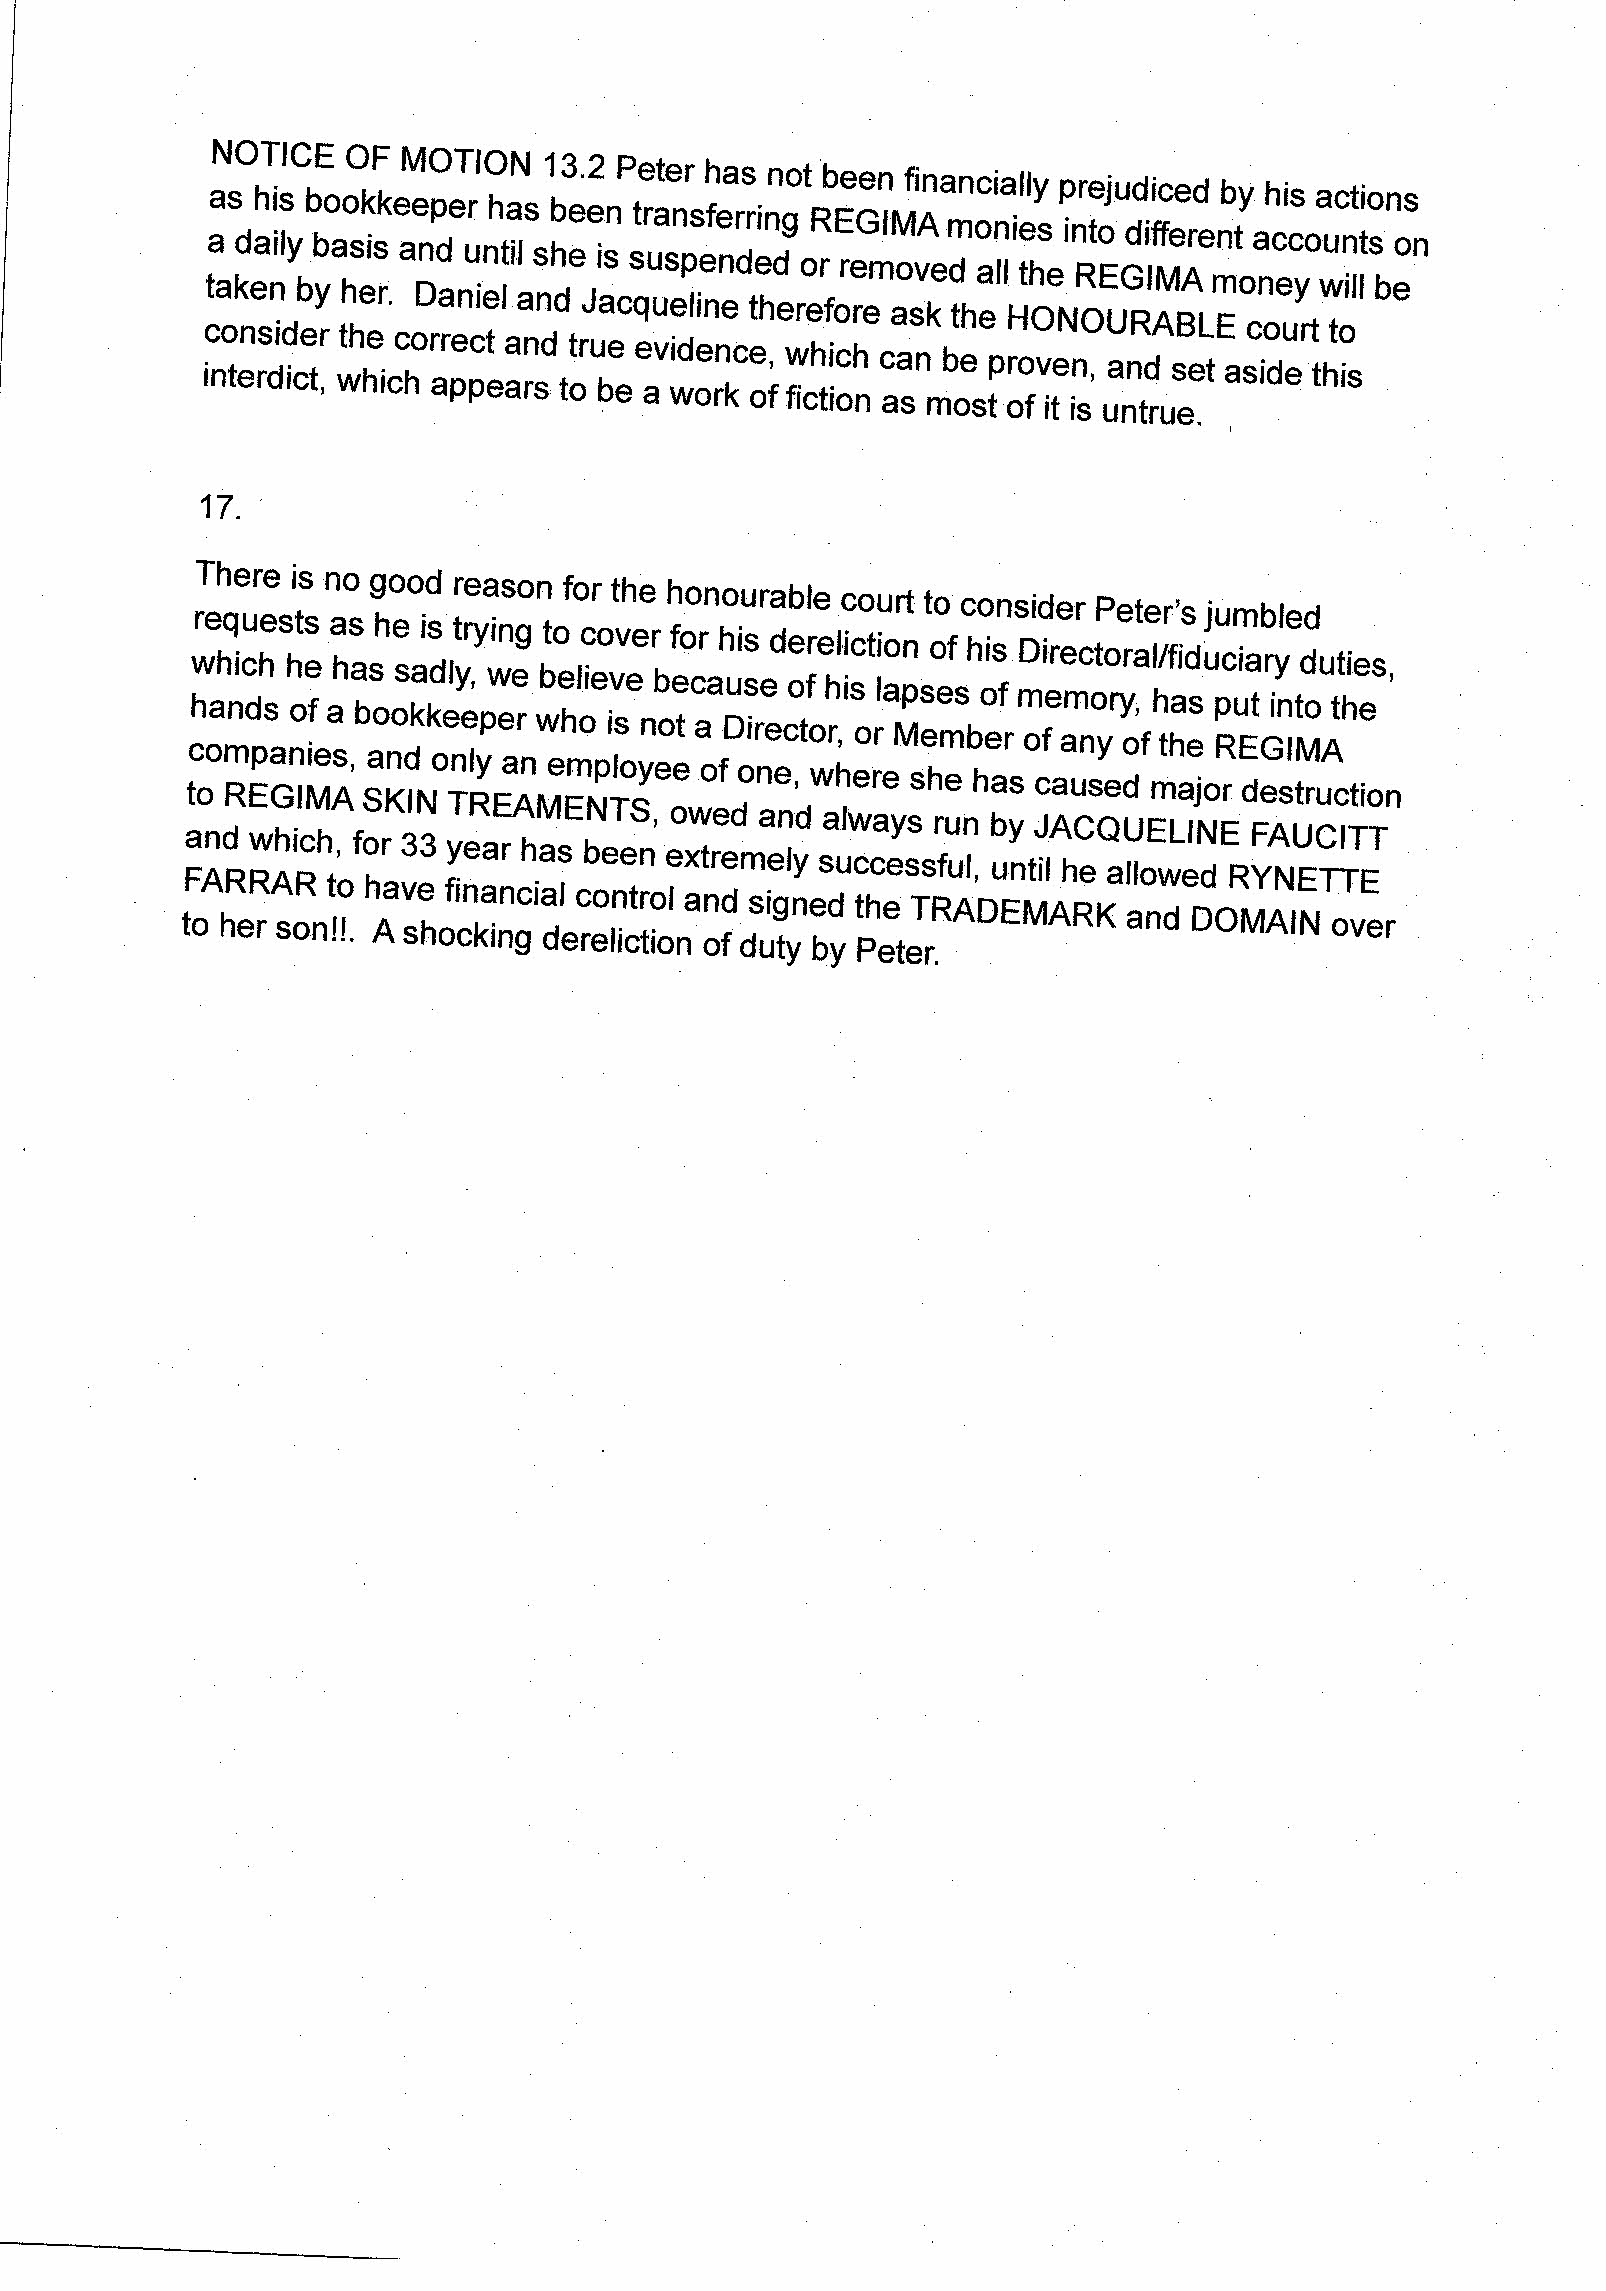 NOTICE OF MOTION 13.2 Peter has not been financially prejudiced by his actions
as his bookkeeper has been transferring REGIMA monies into different accounts on
a daily basis and until she is suspended or removed all the REGIMA money will be
taken by her. Daniel and Jacqueline therefore ask the HONOURABLE court to
consider the correct and true evidence, which can be proven, and set aside this
interdict, which appears to be a work of fiction as most of it is untrue.
17.
There is no good reason for the honourable court to consider Peter's jumbled
requests as he is trying to cover for his dereliction of his Directoral/fiduciary duties,
which he has sadly, we believe because of his lapses of memory, has put into the
hands of a bookkeeper who is not a Director, or Member of any of the REGIMA
companies, and only an employee of one, where she has caused major destruction
to REGIMA SKIN TREAMENTS, owed and always run by JACQUELINE FAUCITT
and which, for 33 year has been extremely successful, until he allowed RYNETTE
FARRAR to have financial control and signed the TRADEMARK and DOMAIN over
to her son!!. A shocking dereliction of duty by Peter.